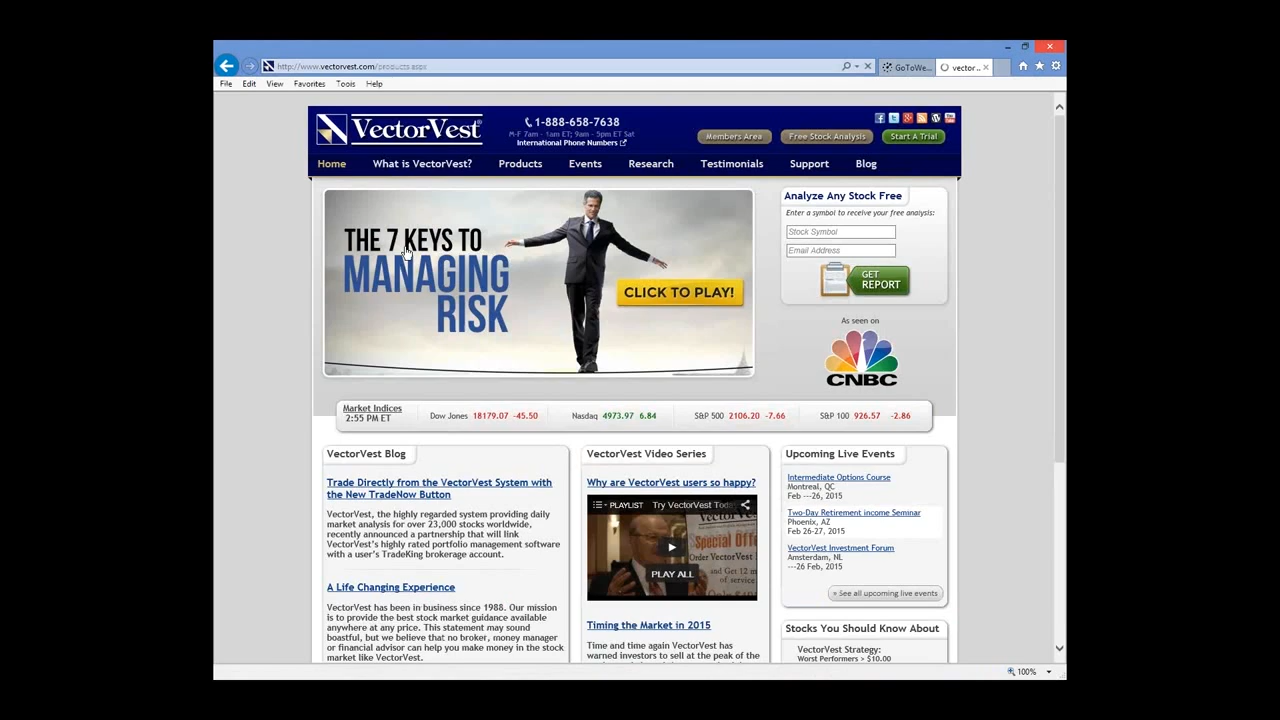 http://www.vectorvest.com/products.aspx
GoToWe...
vector...
File Edit View Favorites Tools Help
VectorVest®
1-888-658-7638
M-F 7am - 1am ET; 9am - 5pm ET Sat
International Phone Numbers
Members Area
Free Stock Analysis
Start A Trial
Home What is VectorVest? Products Events Research Testimonials Support Blog
THE 7 KEYS TO
MANAGING
RISK
CLICK TO PLAY!
Analyze Any Stock Free
Enter a symbol to receive your free analysis:
Stock Symbol
Email Address
GET
REPORT
As seen on
CNBC
Market Indices
2:55 PM ET
Dow Jones 18179.07 -45.50
Nasdaq 4973.97 6.84
S&P 500 2106.20 -7.66
S&P 100 926.57 -2.86
VectorVest Blog
Trade Directly from the VectorVest System with
the New TradeNow Button
VectorVest, the highly regarded system providing daily
market analysis for over 23,000 stocks worldwide,
recently announced a partnership that will link
VectorVest's highly rated portfolio management software
with a user's TradeKing brokerage account.
A Life Changing Experience
VectorVest has been in business since 1988. Our mission
is to provide the best stock market guidance available
anywhere at any price. This statement may sound
boastful, but we believe that no broker, money manager
or financial advisor can help you make money in the stock
market like VectorVest.
VectorVest Video Series
Why are VectorVest users so happy?
PLAYLIST Try VectorVest Toda
Special Off
Order VectorVest
and Get 12 m
of service
PLAY ALL
Timing the Market in 2015
Time and time again VectorVest has
warned investors to sell at the peak of the
Upcoming Live Events
Intermediate Options Course
Montreal, QC
Feb ---26, 2015
Two-Day Retirement income Seminar
Phoenix, AZ
Feb 26-27, 2015
VectorVest Investment Forum
Amsterdam, NL
---26 Feb, 2015
» See all upcoming live events
Stocks You Should Know About
VectorVest Strategy:
Worst Performers > $10.00
100%